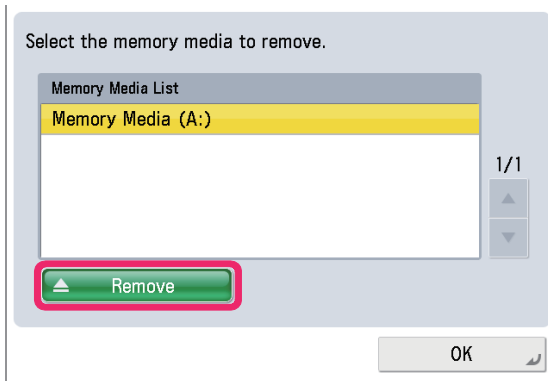 Select the memory media to remove.
Memory Media List
Memory Media (A:)
1/1
Remove
OK